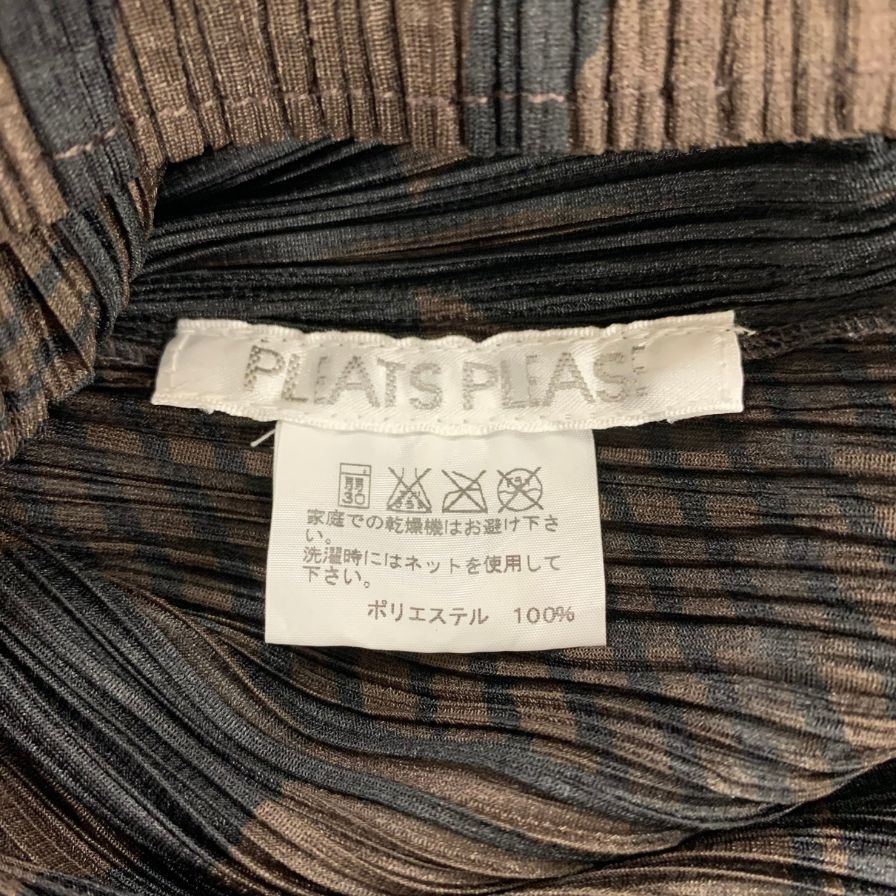 PLEATS PLEASE
弱
30
家庭での乾燥機はお避け下さ
い。
洗濯時にはネットを使用して
下さい。
ポリエステル 100%